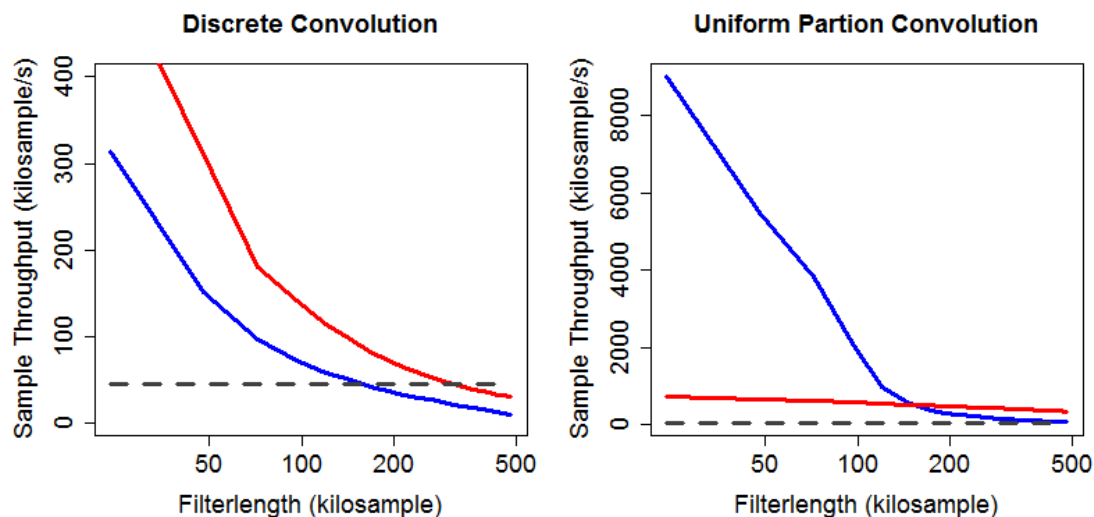 Discrete Convolution
Sample Throughput (kilosample/s)
400
300
200
100
0
50 100 200 500
Filterlength (kilosample)
Uniform Partion Convolution
Sample Throughput (kilosample/s)
8000
6000
4000
2000
0
50 100 200 500
Filterlength (kilosample)